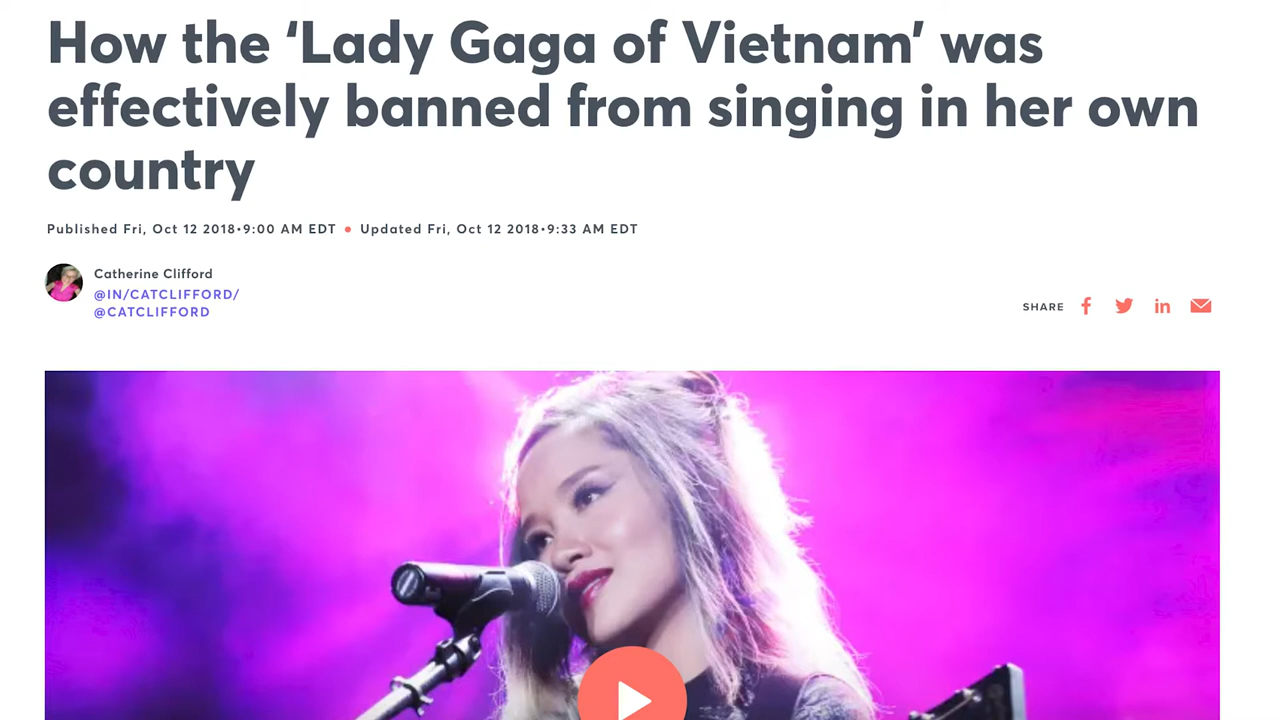 How the ‘Lady Gaga of Vietnam’ was
effectively banned from singing in her own
country
Published Fri, Oct 12 2018•9:00 AM EDT • Updated Fri, Oct 12 2018•9:33 AM EDT
Catherine Clifford
@IN/CATCLIFFORD/
@CATCLIFFORD
SHARE